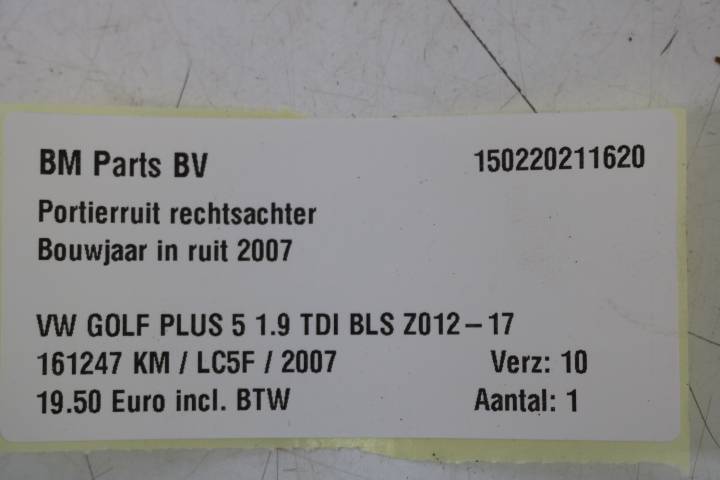 BM Parts BV 150220211620
Portierruit rechtsachter
Bouwjaar in ruit 2007
VW GOLF PLUS 5 1.9 TDI BLS Z012-17
161247 KM / LC5F / 2007 Verz: 10
19.50 Euro incl. BTW Aantal: 1